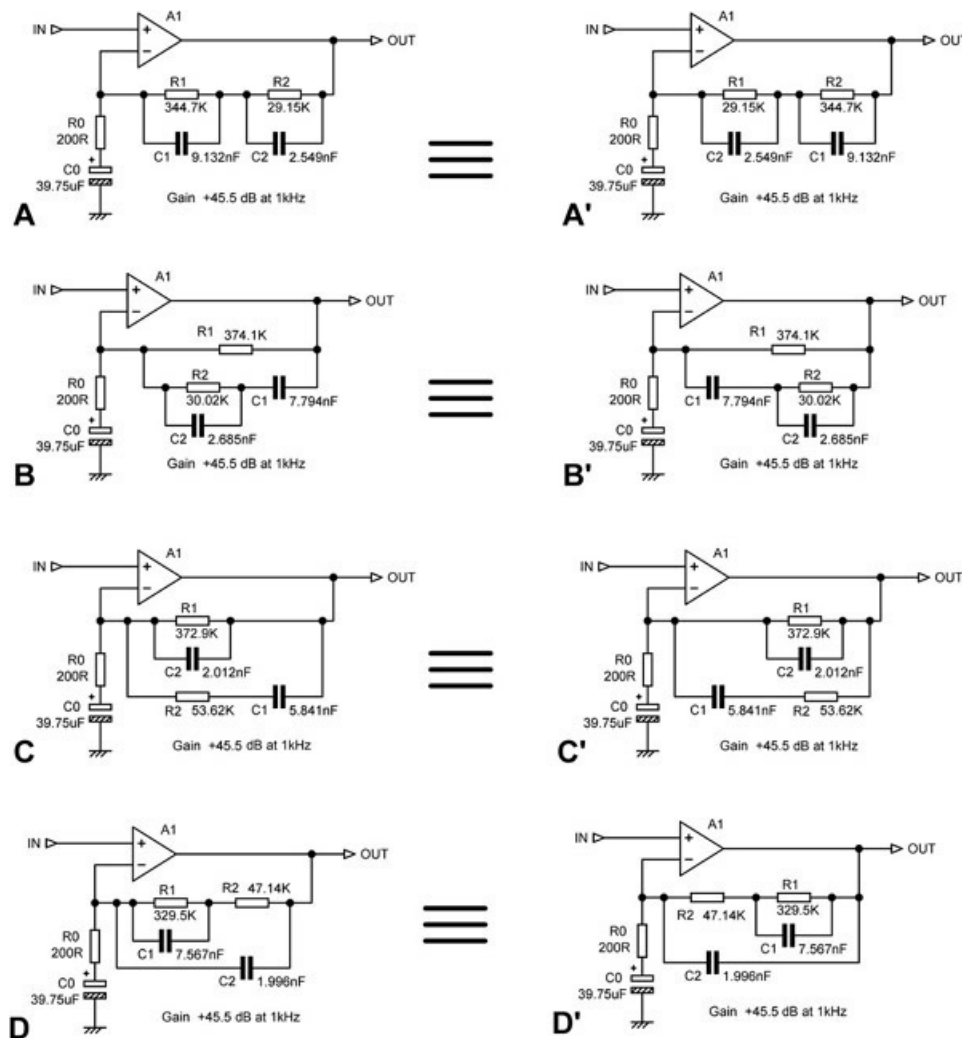 A1
IN
+
−
OUT
R1
344.7K
R2
29.15K
R0
200R
C1 9.132nF
C2 2.549nF
+
C0
39.75uF
Gain +45.5 dB at 1kHz
A
A1
IN
+
−
OUT
R1
29.15K
R2
344.7K
R0
200R
C2 2.549nF
C1 9.132nF
+
C0
39.75uF
Gain +45.5 dB at 1kHz
A'
A1
IN
+
−
OUT
R1 374.1K
R0
200R
R2
30.02K
C1 7.794nF
C2 2.685nF
+
C0
39.75uF
Gain +45.5 dB at 1kHz
B
A1
IN
+
−
OUT
R1
374.1K
R0
200R
C1 7.794nF
R2
30.02K
C2 2.685nF
+
C0
39.75uF
Gain +45.5 dB at 1kHz
B'
A1
IN
+
−
OUT
R1
372.9K
R0
200R
C2 2.012nF
R2 53.62K
C1 5.841nF
+
C0
39.75uF
Gain +45.5 dB at 1kHz
C
A1
IN
+
−
OUT
R1
372.9K
R0
200R
C2 2.012nF
C1 5.841nF
R2 53.62K
+
C0
39.75uF
Gain +45.5 dB at 1kHz
C'
A1
IN
+
−
OUT
R1
329.5K
R2 47.14K
R0
200R
C1 7.567nF
C2 1.996nF
+
C0
39.75uF
Gain +45.5 dB at 1kHz
D
A1
IN
+
−
OUT
R2 47.14K
R1
329.5K
R0
200R
C1 7.567nF
C2 1.996nF
+
C0
39.75uF
Gain +45.5 dB at 1kHz
D'